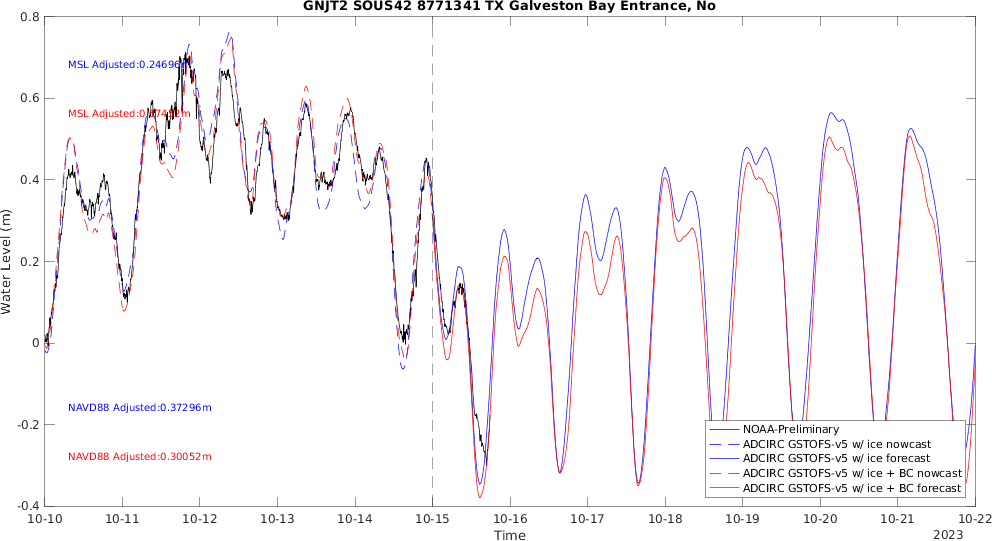 GNJT2 SOUS42 8771341 TX Galveston Bay Entrance, No
Water Level (m)
0.8
0.6
0.4
0.2
0
-0.2
-0.4
MSL Adjusted:0.24696m
MSL Adjusted:
NAVD88 Adjusted:0.37296m
NAVD88 Adjusted:0.30052m
NOAA-Preliminary
ADCIRC GSTOFS-v5 w/ ice nowcast
ADCIRC GSTOFS-v5 w/ ice forecast
ADCIRC GSTOFS-v5 w/ ice + BC nowcast
ADCIRC GSTOFS-v5 w/ ice + BC forecast
10-10 10-11 10-12 10-13 10-14 10-15 10-16 10-17 10-18 10-19 10-20 10-21 10-22
Time
2023